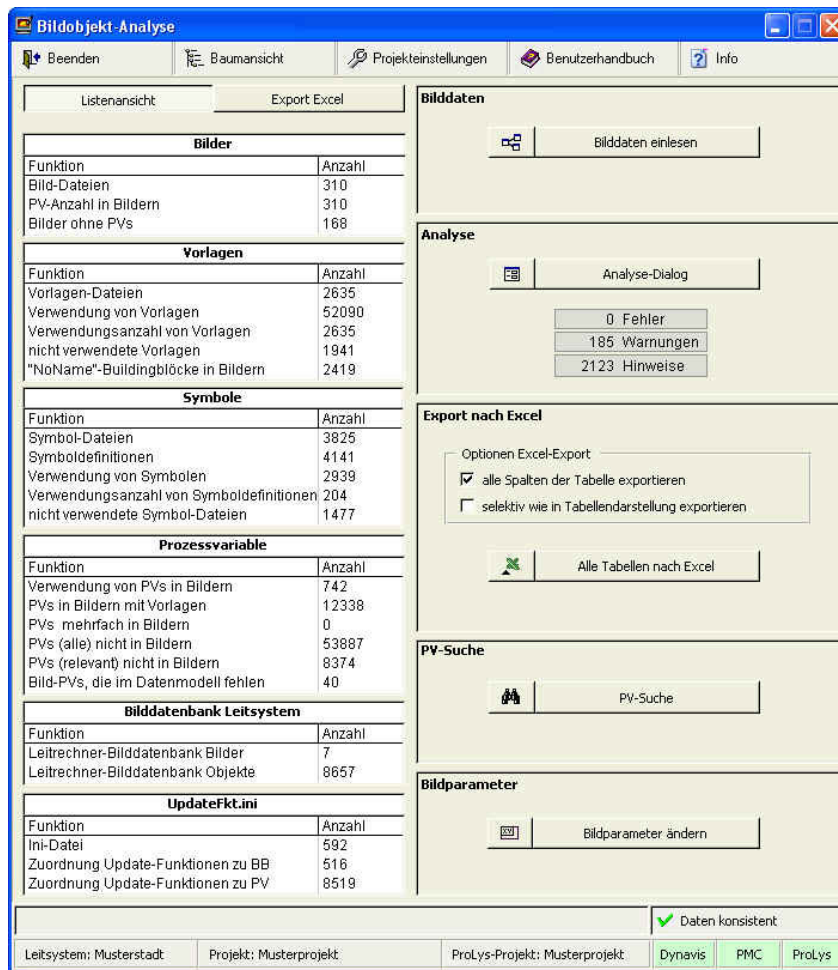 Bildobjekt-Analyse
Beenden Baumansicht Projekteinstellungen Benutzerhandbuch Info
Listenansicht Export Excel
Bilder
Funktion Anzahl
Bild-Dateien 310
PV-Anzahl in Bildern 310
Bilder ohne PVs 168
Vorlagen
Funktion Anzahl
Vorlagen-Dateien 2635
Verwendung von Vorlagen 52090
Verwendungsanzahl von Vorlagen 2635
nicht verwendete Vorlagen 1941
"NoName"-Buildingblöcke in Bildern 2419
Symbole
Funktion Anzahl
Symbol-Dateien 3825
Symboldefinitionen 4141
Verwendung von Symbolen 2939
Verwendungsanzahl von Symboldefinitionen 204
nicht verwendete Symbol-Dateien 1477
Prozessvariable
Funktion Anzahl
Verwendung von PVs in Bildern 742
PVs in Bildern mit Vorlagen 12338
PVs mehrfach in Bildern 0
PVs (alle) nicht in Bildern 53887
PVs (relevant) nicht in Bildern 8374
Bild-PVs, die im Datenmodell fehlen 40
Bilddatenbank Leitsystem
Funktion Anzahl
Leitrechner-Bilddatenbank Bilder 7
Leitrechner-Bilddatenbank Objekte 8657
UpdateFkt.ini
Funktion Anzahl
Ini-Datei 592
Zuordnung Update-Funktionen zu BB 516
Zuordnung Update-Funktionen zu PV 8519
Bilddaten
Bilddaten einlesen
Analyse
Analyse-Dialog
0 Fehler
185 Warnungen
2123 Hinweise
Export nach Excel
Optionen Excel-Export
alle Spalten der Tabelle exportieren
selektiv wie in Tabellendarstellung exportieren
Alle Tabellen nach Excel
PV-Suche
PV-Suche
Bildparameter
XY Bildparameter ändern
Daten konsistent
Leitsystem: Musterstadt Projekt: Musterprojekt ProLys-Projekt: Musterprojekt Dynavis PMC ProLys